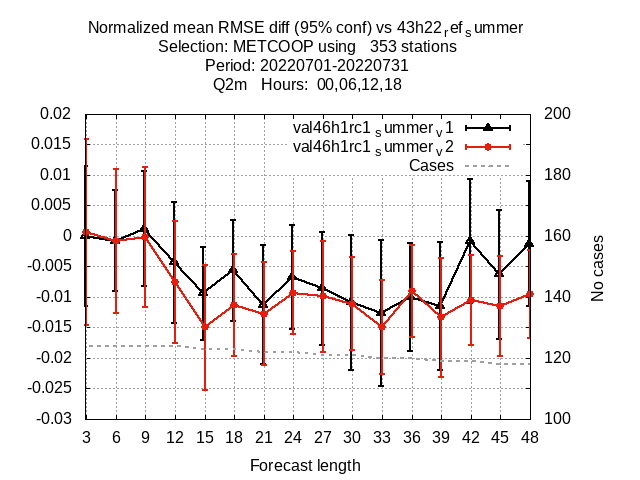 Normalized mean RMSE diff (95% conf) vs 43h22refsummer
Selection: METCOOP using 353 stations
Period: 20220701-20220731
Q2m Hours: 00,06,12,18
0.02
0.015
0.01
0.005
0
-0.005
-0.01
-0.015
-0.02
-0.025
-0.03
200
180
160
140
120
100
val46h1rc1summerv1
val46h1rc1summerv2
Cases
No cases
3 6 9 12 15 18 21 24 27 30 33 36 39 42 45 48
Forecast length